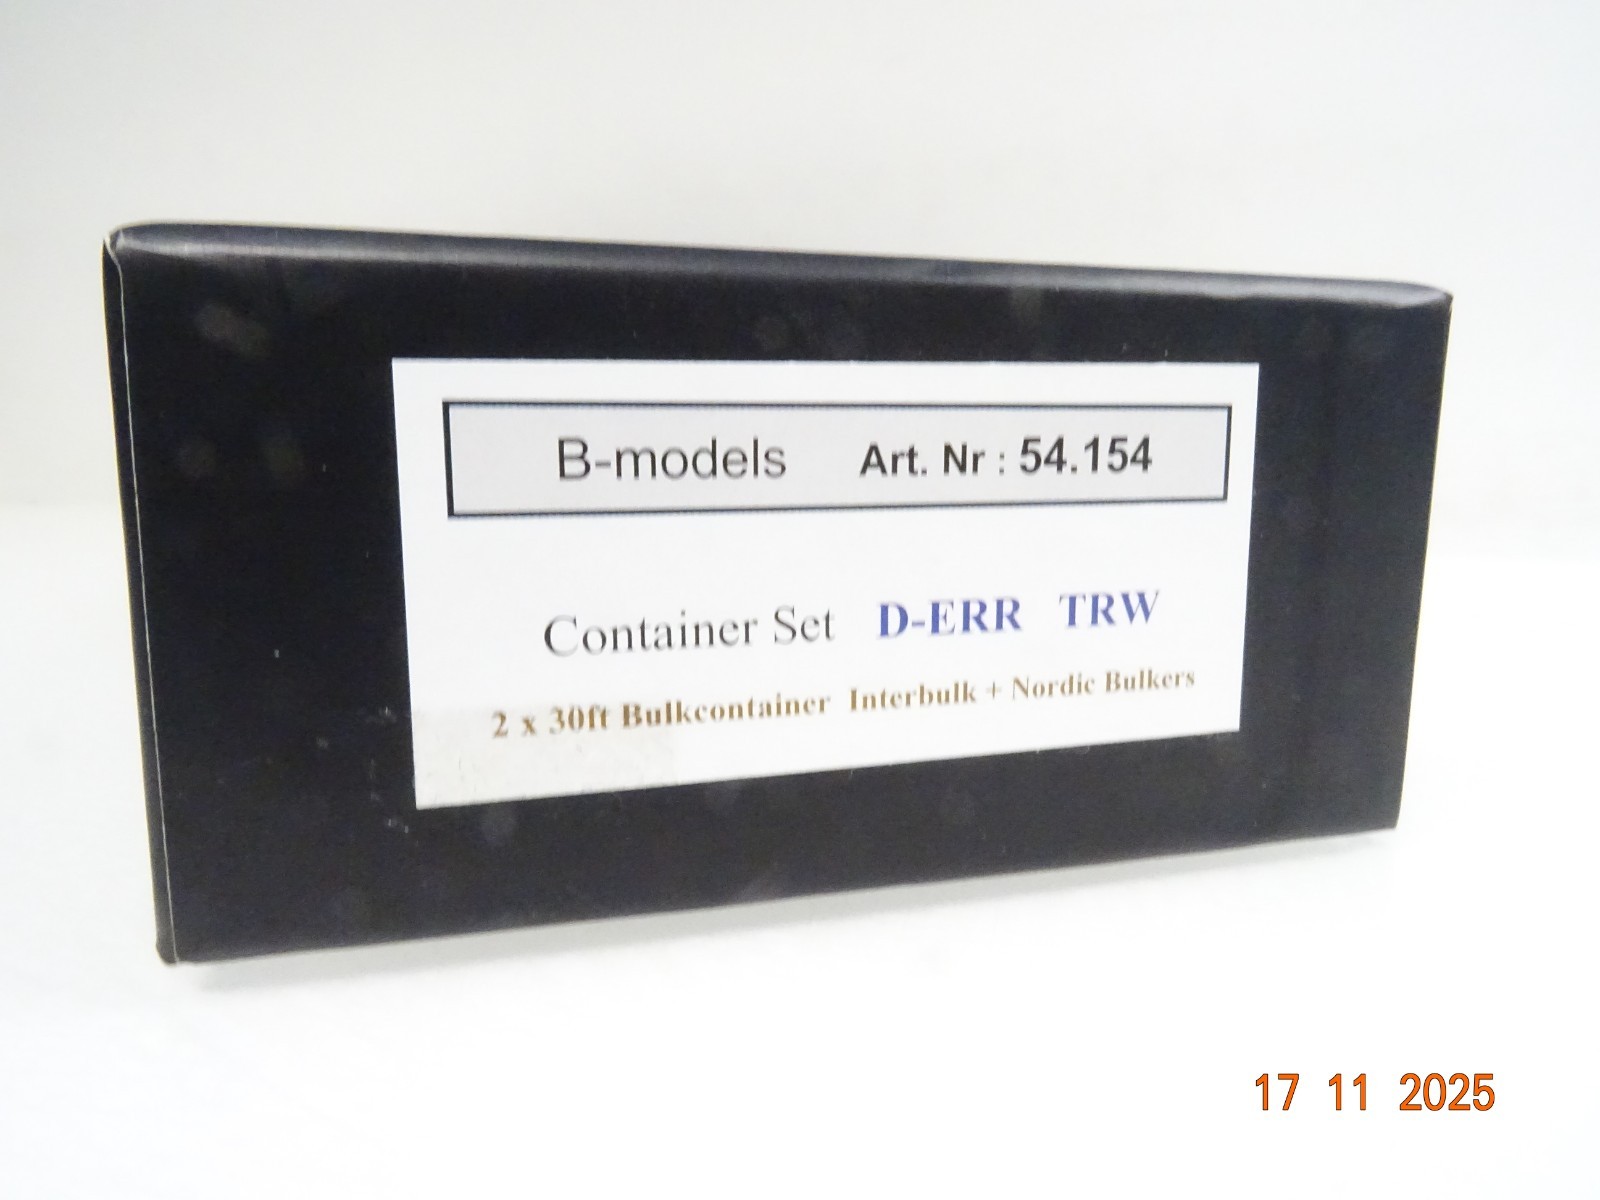 B-models Art. Nr : 54.154
Container Set D-ERR TRW
2 x 30ft Bulkcontainer Interbulk + Nordic Bulkers
17 11 2025